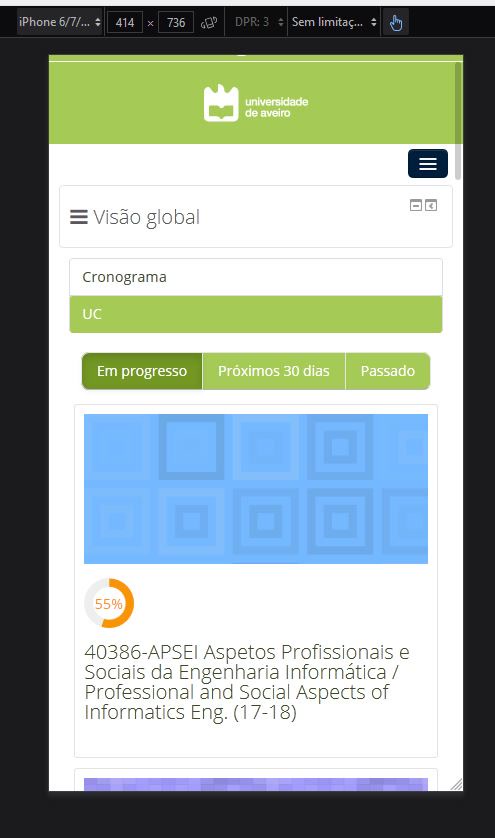 iPhone 6/7/... 414 × 736 DPR: 3 Sem limitaç...
universidade
de aveiro
Visão global
Cronograma
UC
Em progresso Próximos 30 dias Passado
55%
40386-APSEI Aspetos Profissionais e
Sociais da Engenharia Informática /
Professional and Social Aspects of
Informatics Eng. (17-18)